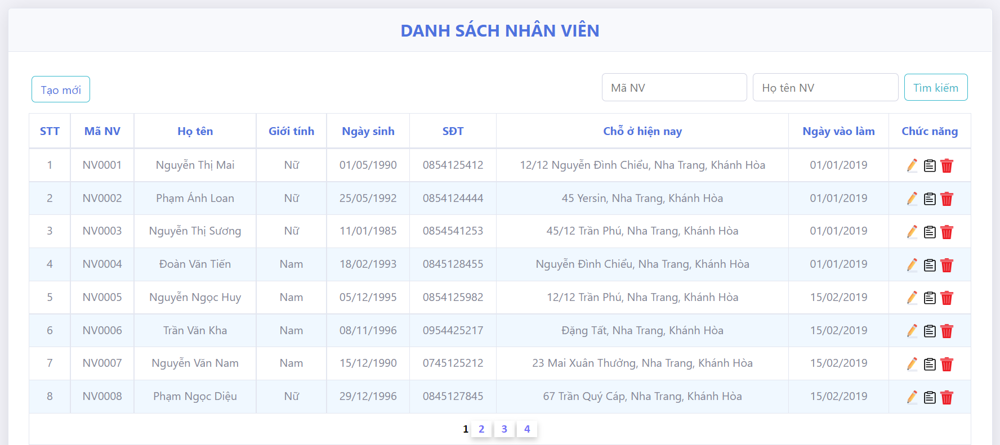 DANH SÁCH NHÂN VIÊN
Tạo mới Mã NV Họ tên NV Tìm kiếm
STT Mã NV Họ tên Giới tính Ngày sinh SĐT Chỗ ở hiện nay Ngày vào làm Chức năng
1 NV0001 Nguyễn Thị Mai Nữ 01/05/1990 0854125412 12/12 Nguyễn Đình Chiểu, Nha Trang, Khánh Hòa 01/01/2019
2 NV0002 Phạm Ánh Loan Nữ 25/05/1992 0854124444 45 Yersin, Nha Trang, Khánh Hòa 01/01/2019
3 NV0003 Nguyễn Thị Sương Nữ 11/01/1985 0854541253 45/12 Trần Phú, Nha Trang, Khánh Hòa 01/01/2019
4 NV0004 Đoàn Văn Tiến Nam 18/02/1993 0845128455 Nguyễn Đình Chiểu, Nha Trang, Khánh Hòa 01/01/2019
5 NV0005 Nguyễn Ngọc Huy Nam 05/12/1995 0854125982 12/12 Trần Phú, Nha Trang, Khánh Hòa 15/02/2019
6 NV0006 Trần Văn Kha Nam 08/11/1996 0954425217 Đặng Tất, Nha Trang, Khánh Hòa 15/02/2019
7 NV0007 Nguyễn Văn Nam Nam 15/12/1990 0745125212 23 Mai Xuân Thưởng, Nha Trang, Khánh Hòa 15/02/2019
8 NV0008 Phạm Ngọc Diệu Nữ 29/12/1996 0845127845 67 Trần Quý Cáp, Nha Trang, Khánh Hòa 15/02/2019
1 2 3 4